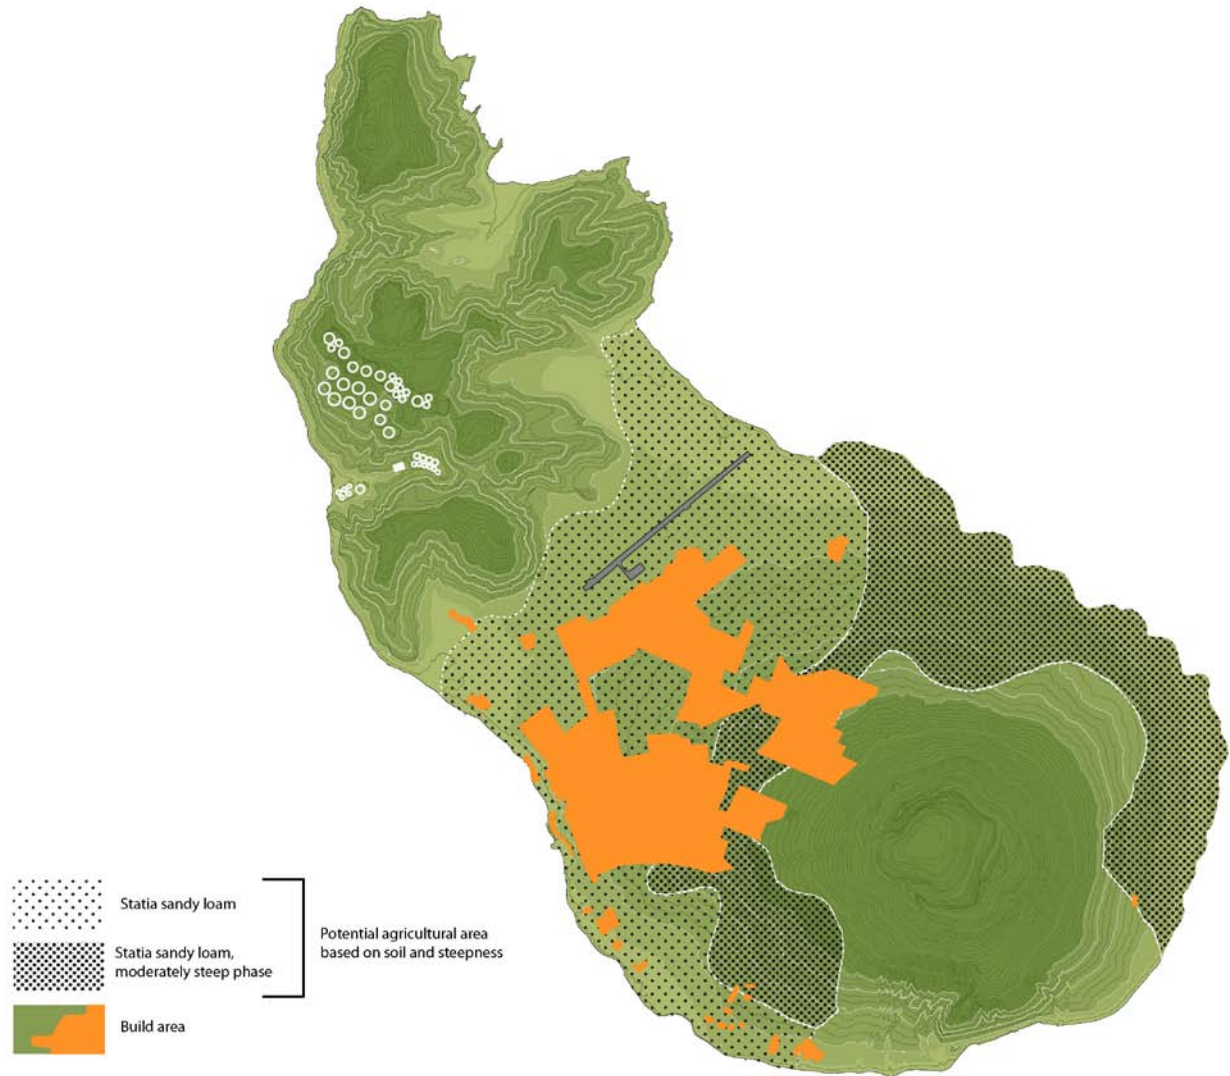 Statia sandy loam
Statia sandy loam,
moderately steep phase
Potential agricultural area
based on soil and steepness
Build area